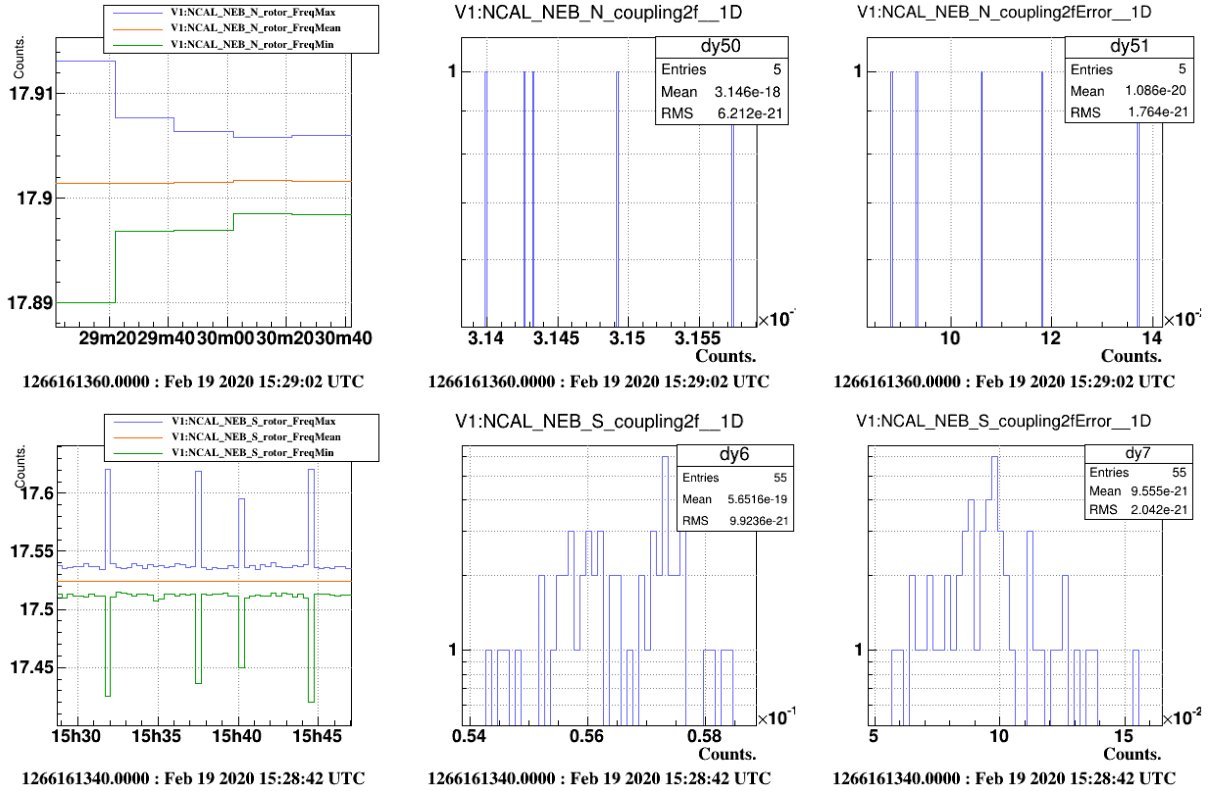 V1:NCAL_NEB_N_rotor_FreqMax
V1:NCAL_NEB_N_rotor_FreqMean
V1:NCAL_NEB_N_rotor_FreqMin
Counts.
17.91
17.9
17.89
29m20 29m40 30m00 30m20 30m40
1266161360.0000 : Feb 19 2020 15:29:02 UTC
V1:NCAL_NEB_N_coupling2f__1D
dy50
Entries 5
Mean 3.146e-18
RMS 6.212e-21
1
3.14 3.145 3.15 3.155
×10
Counts.
1266161360.0000 : Feb 19 2020 15:29:02 UTC
V1:NCAL_NEB_N_coupling2fError__1D
dy51
Entries 5
Mean 1.086e-20
RMS 1.764e-21
1
10 12 14
×10
Counts.
1266161360.0000 : Feb 19 2020 15:29:02 UTC
V1:NCAL_NEB_S_rotor_FreqMax
V1:NCAL_NEB_S_rotor_FreqMean
V1:NCAL_NEB_S_rotor_FreqMin
Counts.
17.6
17.55
17.5
17.45
15h30 15h35 15h40 15h45
1266161340.0000 : Feb 19 2020 15:28:42 UTC
V1:NCAL_NEB_S_coupling2f__1D
dy6
Entries 55
Mean 5.6516e-19
RMS 9.9236e-21
1
0.54 0.56 0.58
×10
Counts.
1266161340.0000 : Feb 19 2020 15:28:42 UTC
V1:NCAL_NEB_S_coupling2fError__1D
dy7
Entries 55
Mean 9.555e-21
RMS 2.042e-21
1
5 10 15
×10
Counts.
1266161340.0000 : Feb 19 2020 15:28:42 UTC